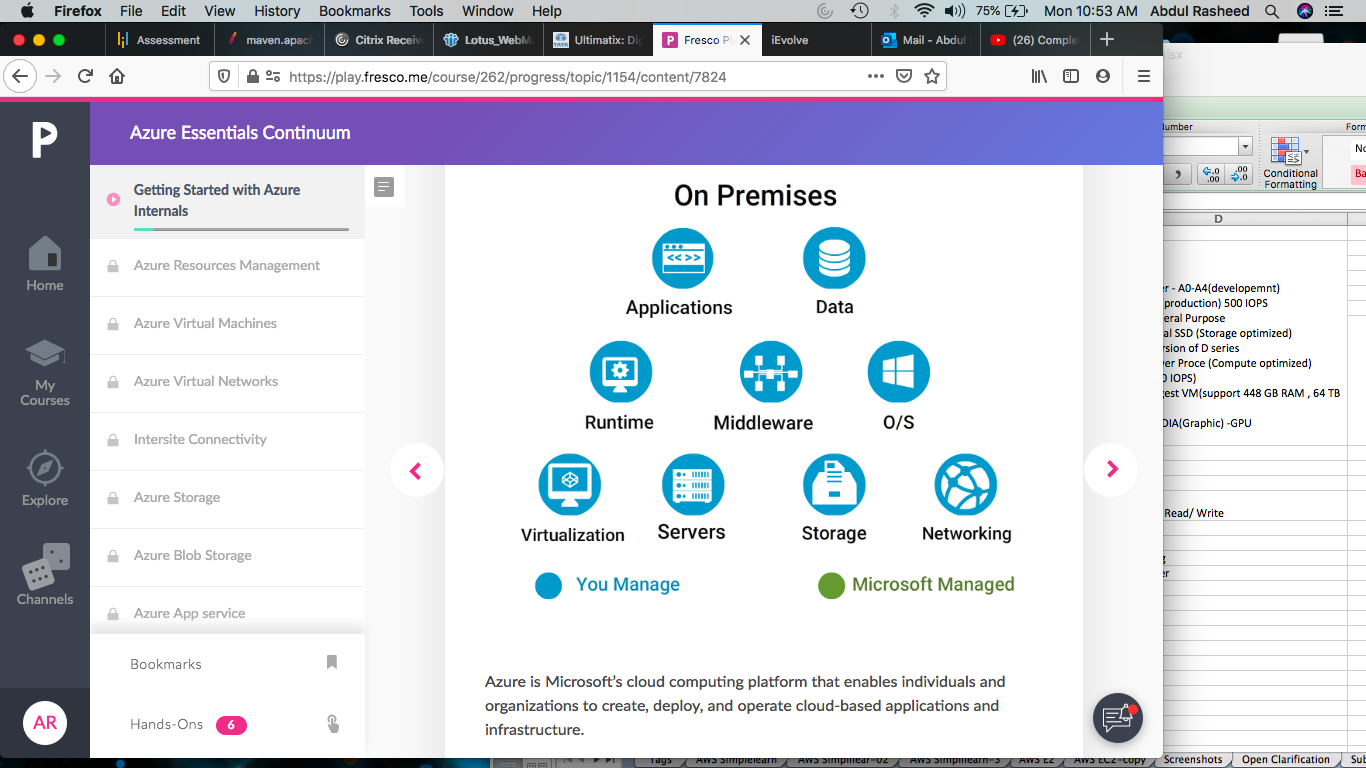 Firefox File Edit View History Bookmarks Tools Window Help 75% Mon 10:53 AM Abdul Rasheed
Assessment maven.apac Citrix Receiv Lotus_WebM Ultimatix: Di Fresco Pl iEvolve Mail - Abdul (26) Comple
https://play.fresco.me/course/262/progress/topic/1154/content/7824
Azure Essentials Continuum
Home
My
Courses
Explore
Channels
AR
Getting Started with Azure
Internals
Azure Resources Management
Azure Virtual Machines
Azure Virtual Networks
Intersite Connectivity
Azure Storage
Azure Blob Storage
Azure App service
Bookmarks
Hands-Ons 6
On Premises
Applications Data
Runtime Middleware O/S
Virtualization Servers Storage Networking
You Manage Microsoft Managed
Azure is Microsoft's cloud computing platform that enables individuals and
organizations to create, deploy, and operate cloud-based applications and
infrastructure.
lsx
umber Form
Conditional
Formatting
No
Ba
D
r - A0-A4(developemnt)
production) 500 IOPS
eral Purpose
al SSD (Storage optimized)
rsion of D series
ver Proce (Compute optimized)
0 IOPS)
gest VM(support 448 GB RAM , 64 TB
DIA(Graphic) -GPU
Read/ Write
g
er
Tags AWS Simplelearn AWS Simplilear-02 AWS Simplilearn-3 AWS E2 AWS EC2-copy Screenshots Open Clarification Sub